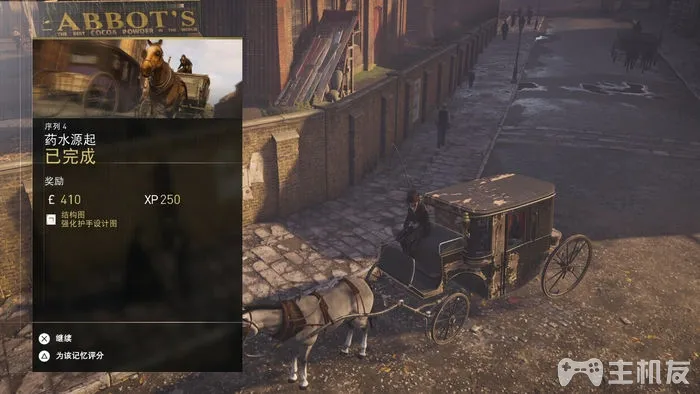 ABBOT'S
THE BEST COCOA POWDER IN THE WORLD
序列 4
药水源起
已完成
奖励
£ 410 XP 250
结构图
强化护手设计图
继续
为该记忆评分
主机友